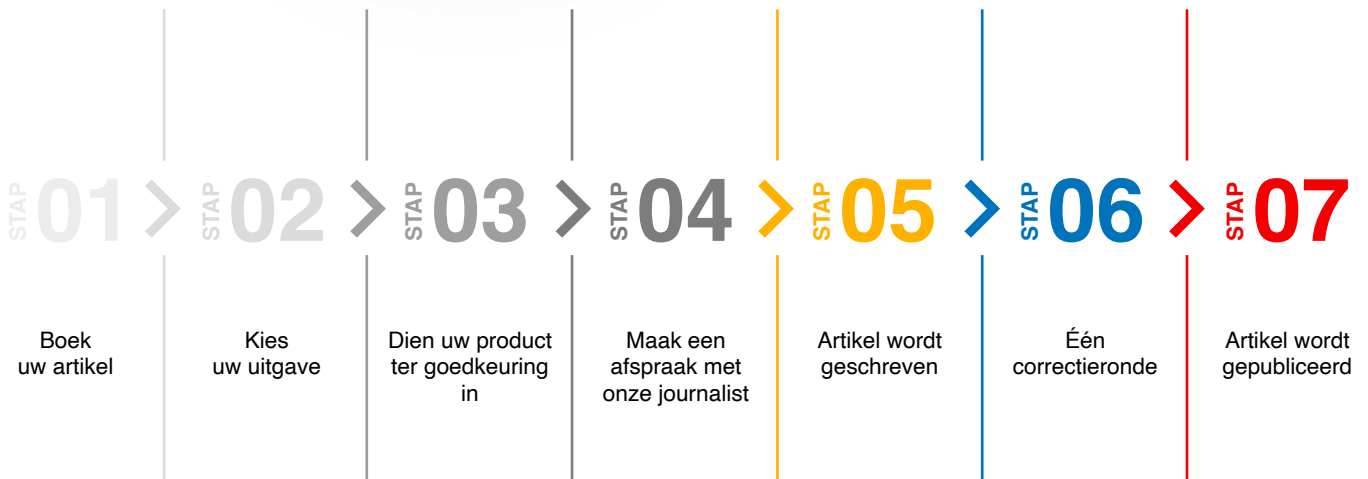 STAP 01
STAP 02
STAP 03
STAP 04
STAP 05
STAP 06
STAP 07
Boek
uw artikel
Kies
uw uitgave
Dien uw product
ter goedkeuring
in
Maak een
afspraak met
onze journalist
Artikel wordt
geschreven
Één
correctieronde
Artikel wordt
gepubliceerd